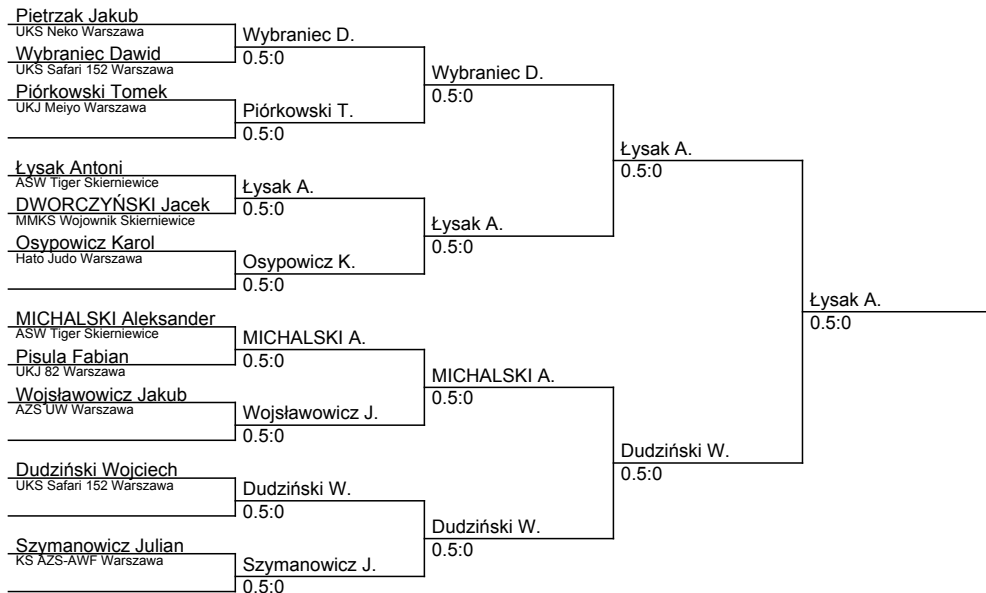 Pietrzak Jakub
UKS Neko Warszawa
Wybraniec Dawid
UKS Safari 152 Warszawa
Piórkowski Tomek
UKJ Meiyo Warszawa
Łysak Antoni
ASW Tiger Skierniewice
DWORCZYŃSKI Jacek
MMKS Wojownik Skierniewice
Osypowicz Karol
Hato Judo Warszawa
MICHALSKI Aleksander
ASW Tiger Skierniewice
Pisula Fabian
UKJ 82 Warszawa
Wojsławowicz Jakub
AZS UW Warszawa
Dudziński Wojciech
UKS Safari 152 Warszawa
Szymanowicz Julian
KS AZS-AWF Warszawa
Wybraniec D.
0.5:0
Piórkowski T.
0.5:0
Łysak A.
0.5:0
Osypowicz K.
0.5:0
MICHALSKI A.
0.5:0
Wojsławowicz J.
0.5:0
Dudziński W.
0.5:0
Szymanowicz J.
0.5:0
Wybraniec D.
0.5:0
Łysak A.
0.5:0
MICHALSKI A.
0.5:0
Dudziński W.
0.5:0
Łysak A.
0.5:0
Dudziński W.
0.5:0
Łysak A.
0.5:0